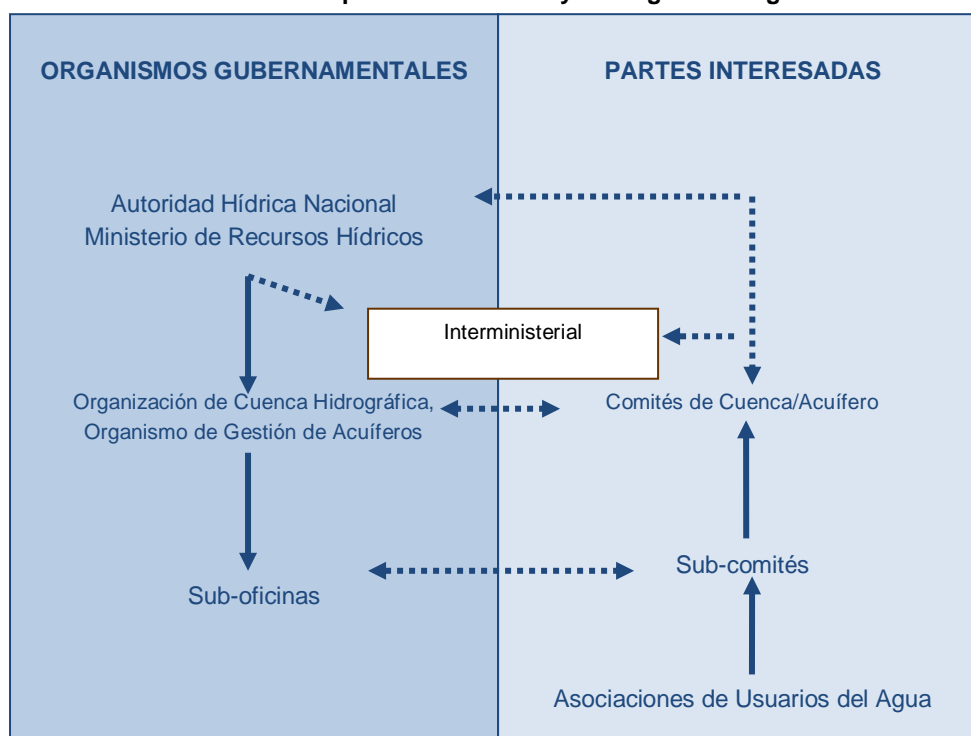 ORGANISMOS GUBERNAMENTALES
PARTES INTERESADAS
Autoridad Hídrica Nacional
Ministerio de Recursos Hídricos
Interministerial
Organización de Cuenca Hidrográfica,
Organismo de Gestión de Acuíferos
Comités de Cuenca/Acuífero
Sub-oficinas
Sub-comités
Asociaciones de Usuarios del Agua